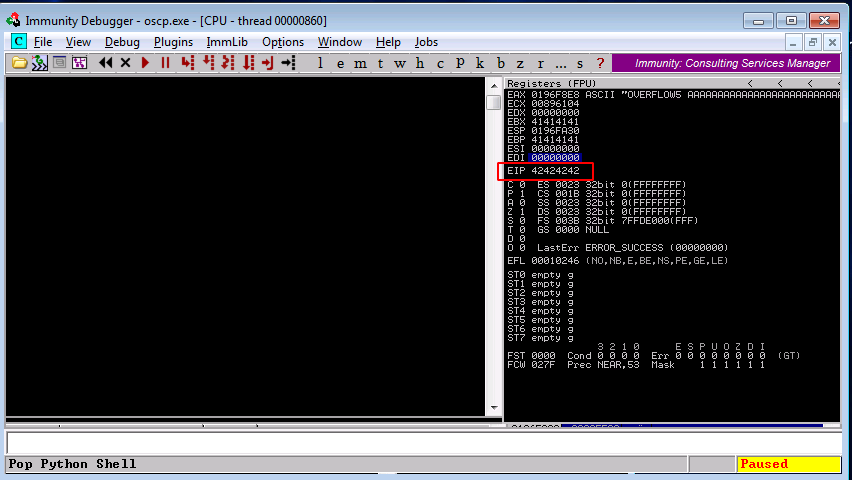 Immunity Debugger - oscp.exe - [CPU - thread 00000860]
C File View Debug Plugins ImmLib Options Window Help Jobs
l e m t w h c p k b z r ... s ? Immunity: Consulting Services Manager
Registers (FPU) < < < <
EAX 0196F8E8 ASCII "OVERFLOW5 AAAAAAAAAAAAAAAAAAAAAAAAAA
ECX 00896104
EDX 00000000
EBX 41414141
ESP 0196FA30
EBP 41414141
ESI 00000000
EDI 00000000
EIP 42424242
C 0 ES 0023 32bit 0(FFFFFFFF)
P 1 CS 001B 32bit 0(FFFFFFFF)
A 0 SS 0023 32bit 0(FFFFFFFF)
Z 1 DS 0023 32bit 0(FFFFFFFF)
S 0 FS 003B 32bit 7FFDE000(FFF)
T 0 GS 0000 NULL
D 0
O 0 LastErr ERROR_SUCCESS (00000000)
EFL 00010246 (NO,NB,E,BE,NS,PE,GE,LE)
ST0 empty g
ST1 empty g
ST2 empty g
ST3 empty g
ST4 empty g
ST5 empty g
ST6 empty g
ST7 empty g
3 2 1 0 E S P U O Z D I
FST 0000 Cond 0 0 0 0 Err 0 0 0 0 0 0 0 0 (GT)
FCW 027F Prec NEAR,53 Mask 1 1 1 1 1 1
Pop Python Shell
Paused